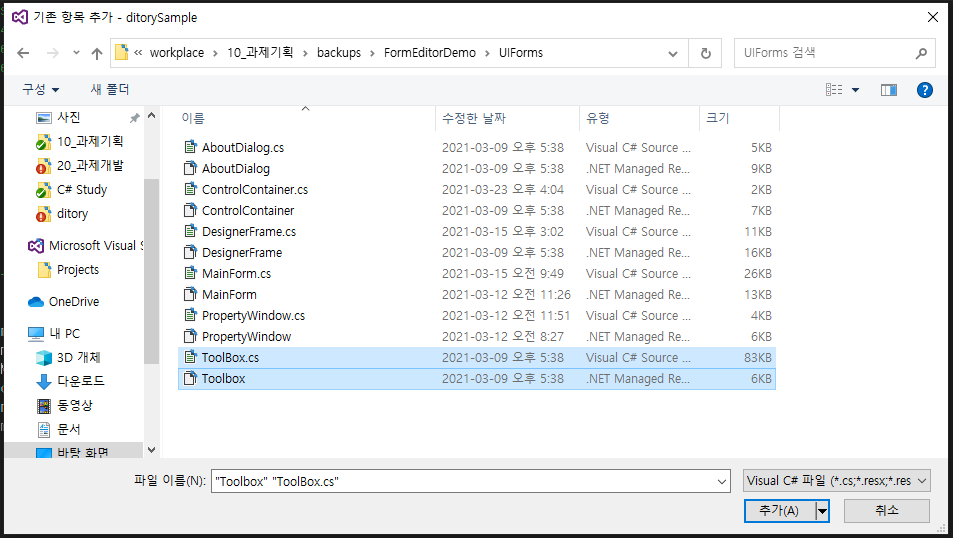 기존 항목 추가 - ditorySample
« workplace > 10_과제기획 > backups > FormEditorDemo > UIForms
UIForms 검색
구성 새 폴더
사진
10_과제기획
20_과제개발
C# Study
ditory
Microsoft Visual S
Projects
OneDrive
내 PC
3D 개체
다운로드
동영상
문서
바탕 화면
이름 수정한 날짜 유형 크기
AboutDialog.cs 2021-03-09 오후 5:38 Visual C# Source ... 5KB
AboutDialog 2021-03-09 오후 5:38 .NET Managed Re... 9KB
ControlContainer.cs 2021-03-23 오후 4:04 Visual C# Source ... 2KB
ControlContainer 2021-03-09 오후 5:38 .NET Managed Re... 7KB
DesignerFrame.cs 2021-03-15 오후 3:02 Visual C# Source ... 11KB
DesignerFrame 2021-03-09 오후 5:38 .NET Managed Re... 16KB
MainForm.cs 2021-03-15 오전 9:49 Visual C# Source ... 26KB
MainForm 2021-03-12 오전 11:26 .NET Managed Re... 13KB
PropertyWindow.cs 2021-03-12 오전 11:51 Visual C# Source ... 4KB
PropertyWindow 2021-03-12 오전 8:27 .NET Managed Re... 6KB
ToolBox.cs 2021-03-09 오후 5:38 Visual C# Source ... 83KB
Toolbox 2021-03-09 오후 5:38 .NET Managed Re... 6KB
파일 이름(N): "Toolbox" "ToolBox.cs" Visual C# 파일 (*.cs;*.resx;*.res
추가(A) 취소